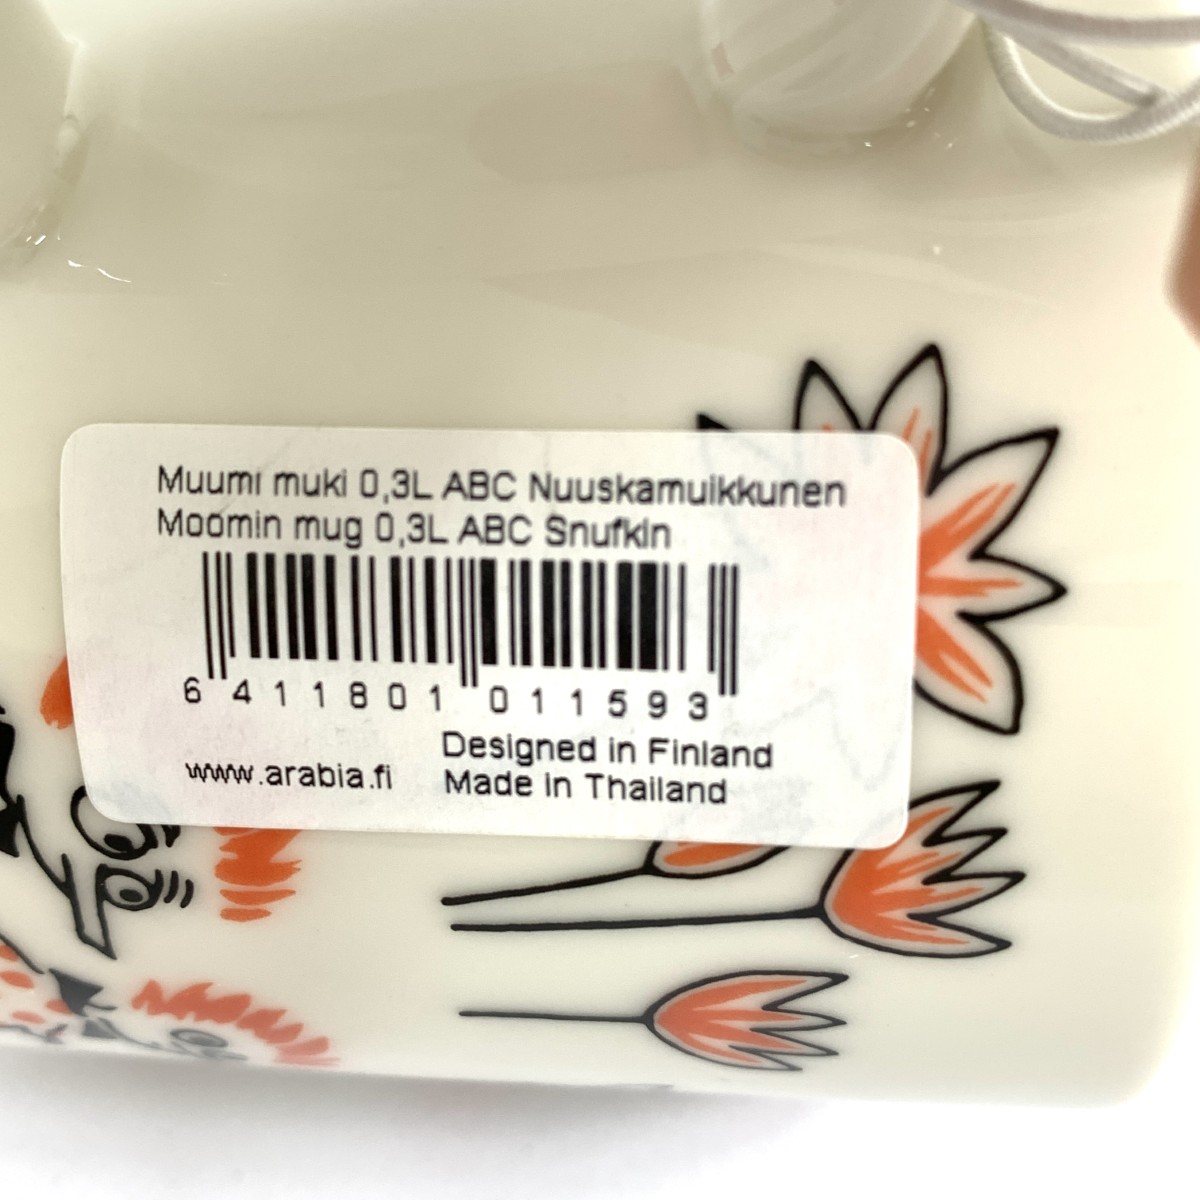 Muumi muki 0,3L ABC Nuuskamuikkunen
Moomin mug 0,3L ABC Snufkin
6 411801 011593
Designed in Finland
www.arabia.fi Made in Thailand